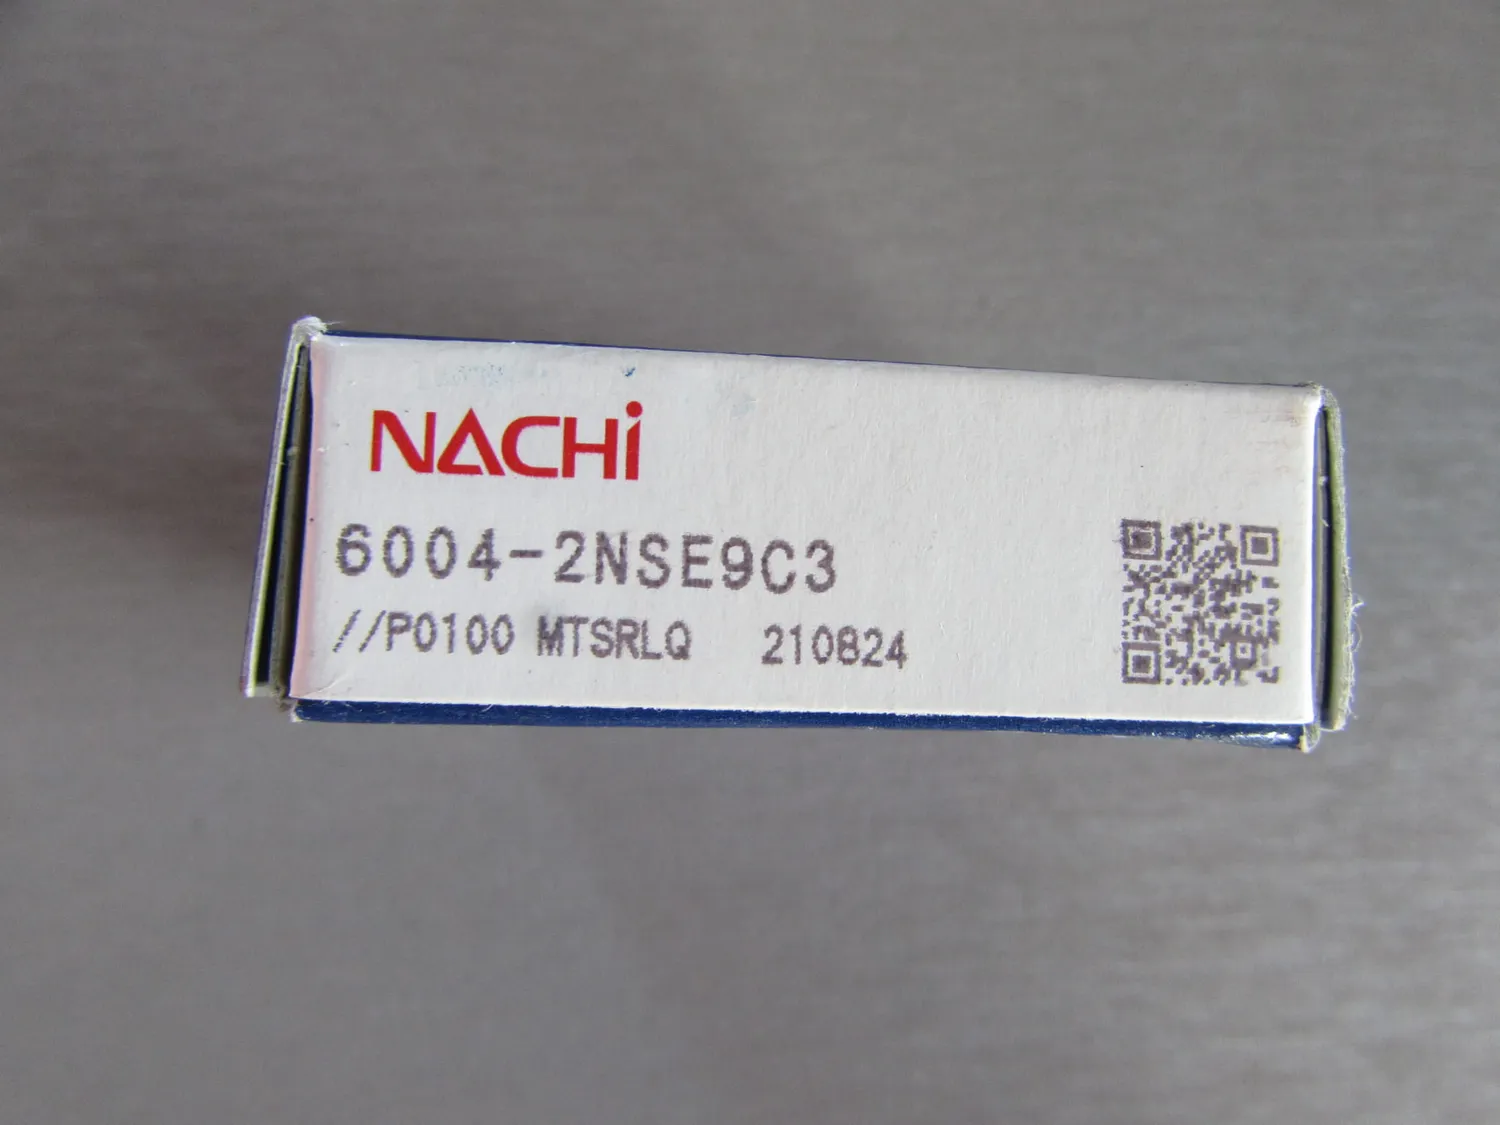 NACHi
6004-2NSE9C3
//P0100 MTSRLQ 210824